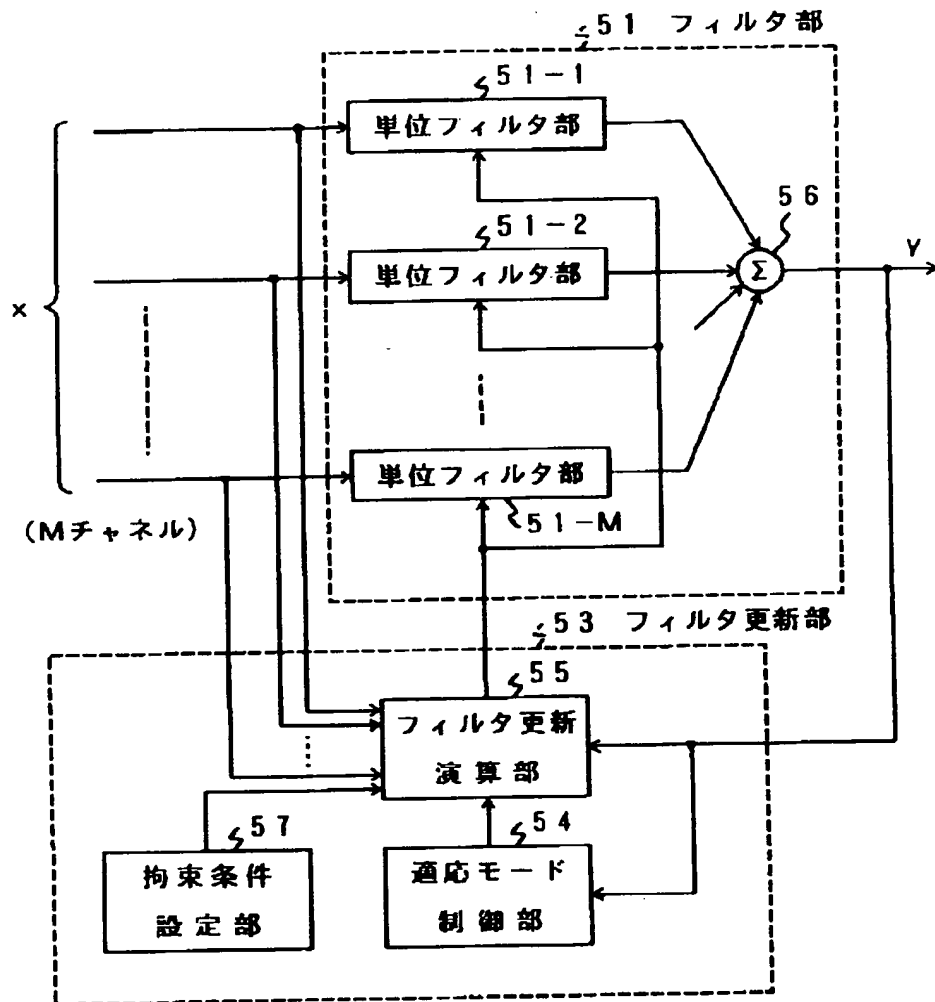 51 フィルタ部
51-1
単位フィルタ部
56
51-2
単位フィルタ部
Σ
Y
X
単位フィルタ部
51-M
(Mチャネル)
53 フィルタ更新部
55
フィルタ更新
演算部
57
拘束条件
設定部
54
適応モード
制御部